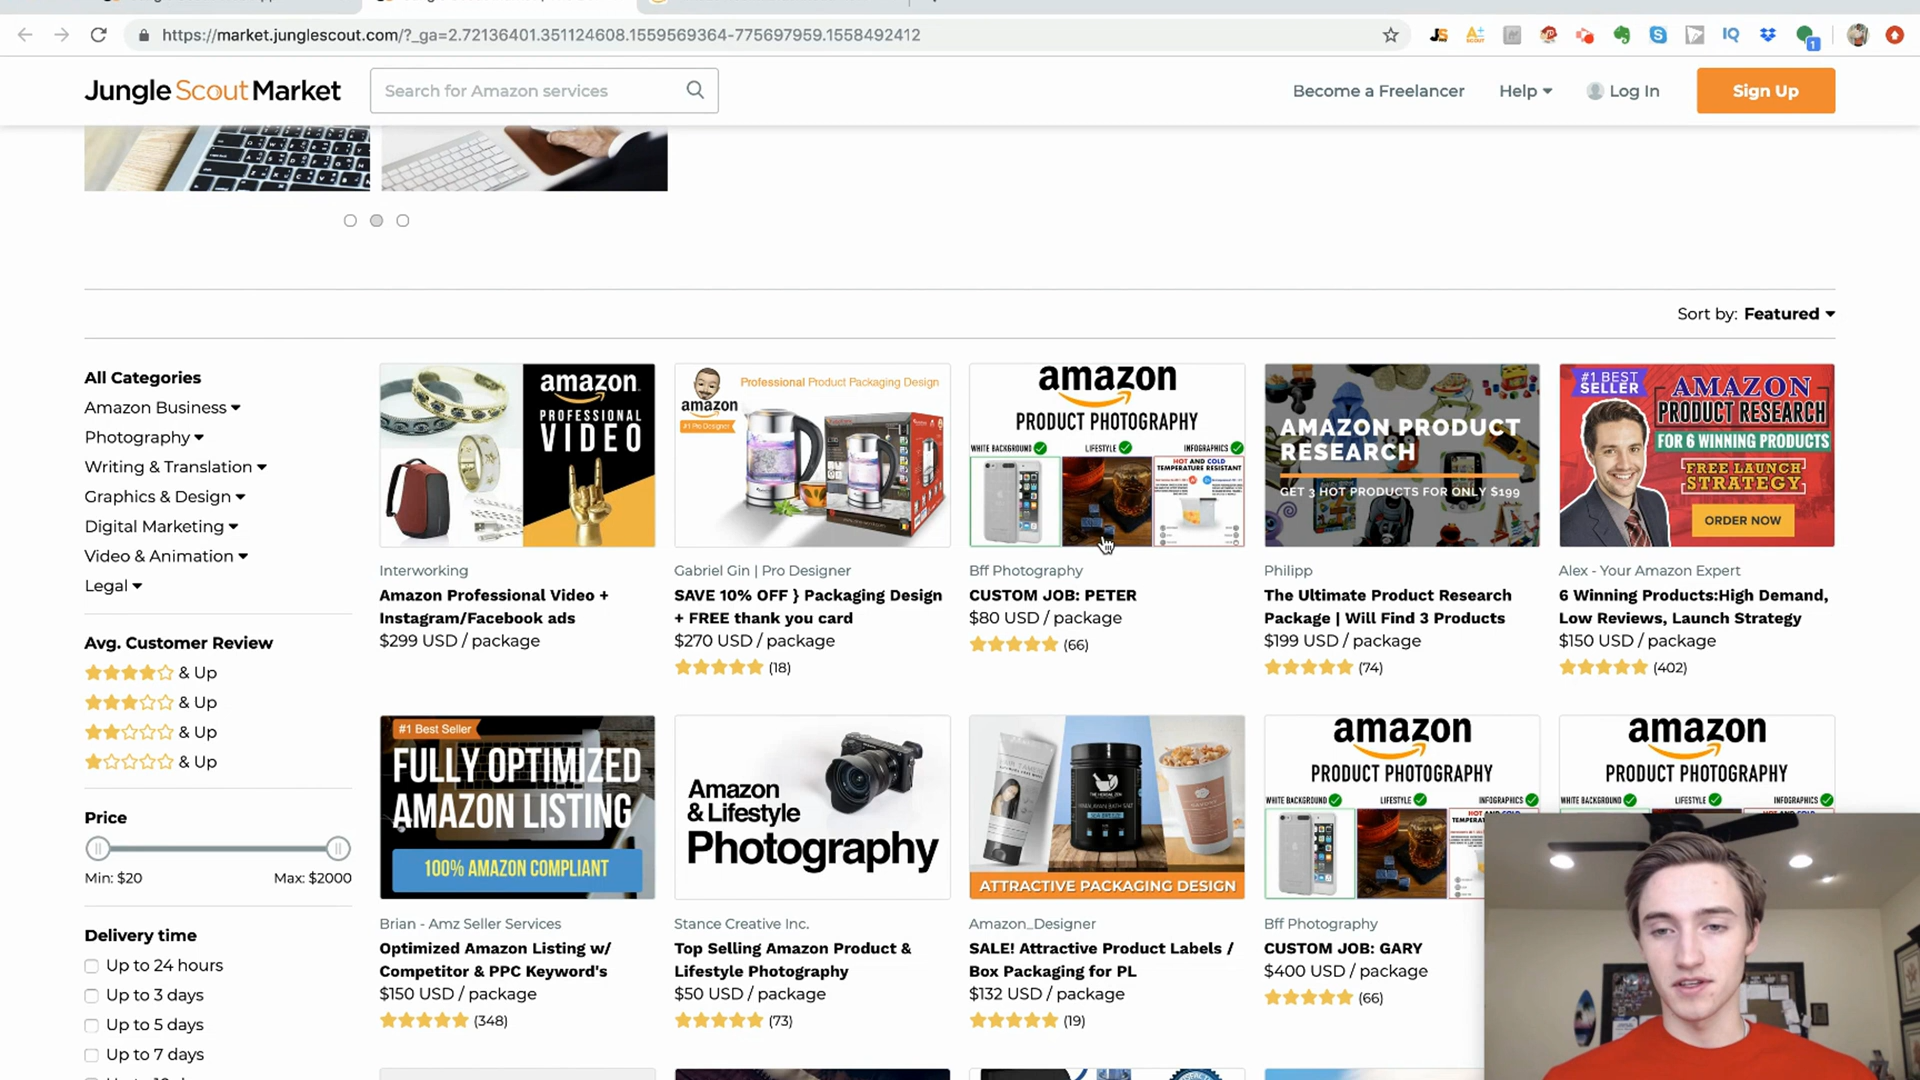 https://market.junglescout.com/?_ga=2.72136401.351124608.1559569364-775697959.1558492412
JS
IQ
1
Jungle Scout Market
Search for Amazon services
Become a Freelancer
Help
Log In
Sign Up
Sort by: Featured
All Categories
Amazon Business
Photography
Writing & Translation
Graphics & Design
Digital Marketing
Video & Animation
Legal
Avg. Customer Review
& Up
& Up
& Up
& Up
Price
Min: $20
Max: $2000
Delivery time
Up to 24 hours
Up to 3 days
Up to 5 days
Up to 7 days
amazon
PROFESSIONAL
VIDEO
Interworking
Amazon Professional Video +
Instagram/Facebook ads
$299 USD / package
Professional Product Packaging Design
amazon
#1 Pro Designer
Gabriel Gin | Pro Designer
SAVE 10% OFF } Packaging Design
+ FREE thank you card
$270 USD / package
(18)
amazon
PRODUCT PHOTOGRAPHY
WHITE BACKGROUND
LIFESTYLE
INFOGRAPHICS
HOT AND COLD
TEMPERATURE RESISTANT
Bff Photography
CUSTOM JOB: PETER
$80 USD / package
(66)
AMAZON PRODUCT
RESEARCH
GET 3 HOT PRODUCTS FOR ONLY $199
Philipp
The Ultimate Product Research
Package | Will Find 3 Products
$199 USD / package
(74)
#1 BEST
SELLER
AMAZON
PRODUCT RESEARCH
FOR 6 WINNING PRODUCTS
FREE LAUNCH
STRATEGY
ORDER NOW
Alex - Your Amazon Expert
6 Winning Products:High Demand,
Low Reviews, Launch Strategy
$150 USD / package
(402)
#1 Best Seller
FULLY OPTIMIZED
AMAZON LISTING
100% AMAZON COMPLIANT
Brian - Amz Seller Services
Optimized Amazon Listing w/
Competitor & PPC Keyword's
$150 USD / package
(348)
Amazon
& Lifestyle
Photography
Stance Creative Inc.
Top Selling Amazon Product &
Lifestyle Photography
$50 USD / package
(73)
ATTRACTIVE PACKAGING DESIGN
Amazon_Designer
SALE! Attractive Product Labels /
Box Packaging for PL
$132 USD / package
(19)
amazon
PRODUCT PHOTOGRAPHY
WHITE BACKGROUND
LIFESTYLE
INFOGRAPHICS
Bff Photography
CUSTOM JOB: GARY
$400 USD / package
(66)
amazon
PRODUCT PHOTOGRAPHY
WHITE BACKGROUND
LIFESTYLE
INFOGRAPHICS